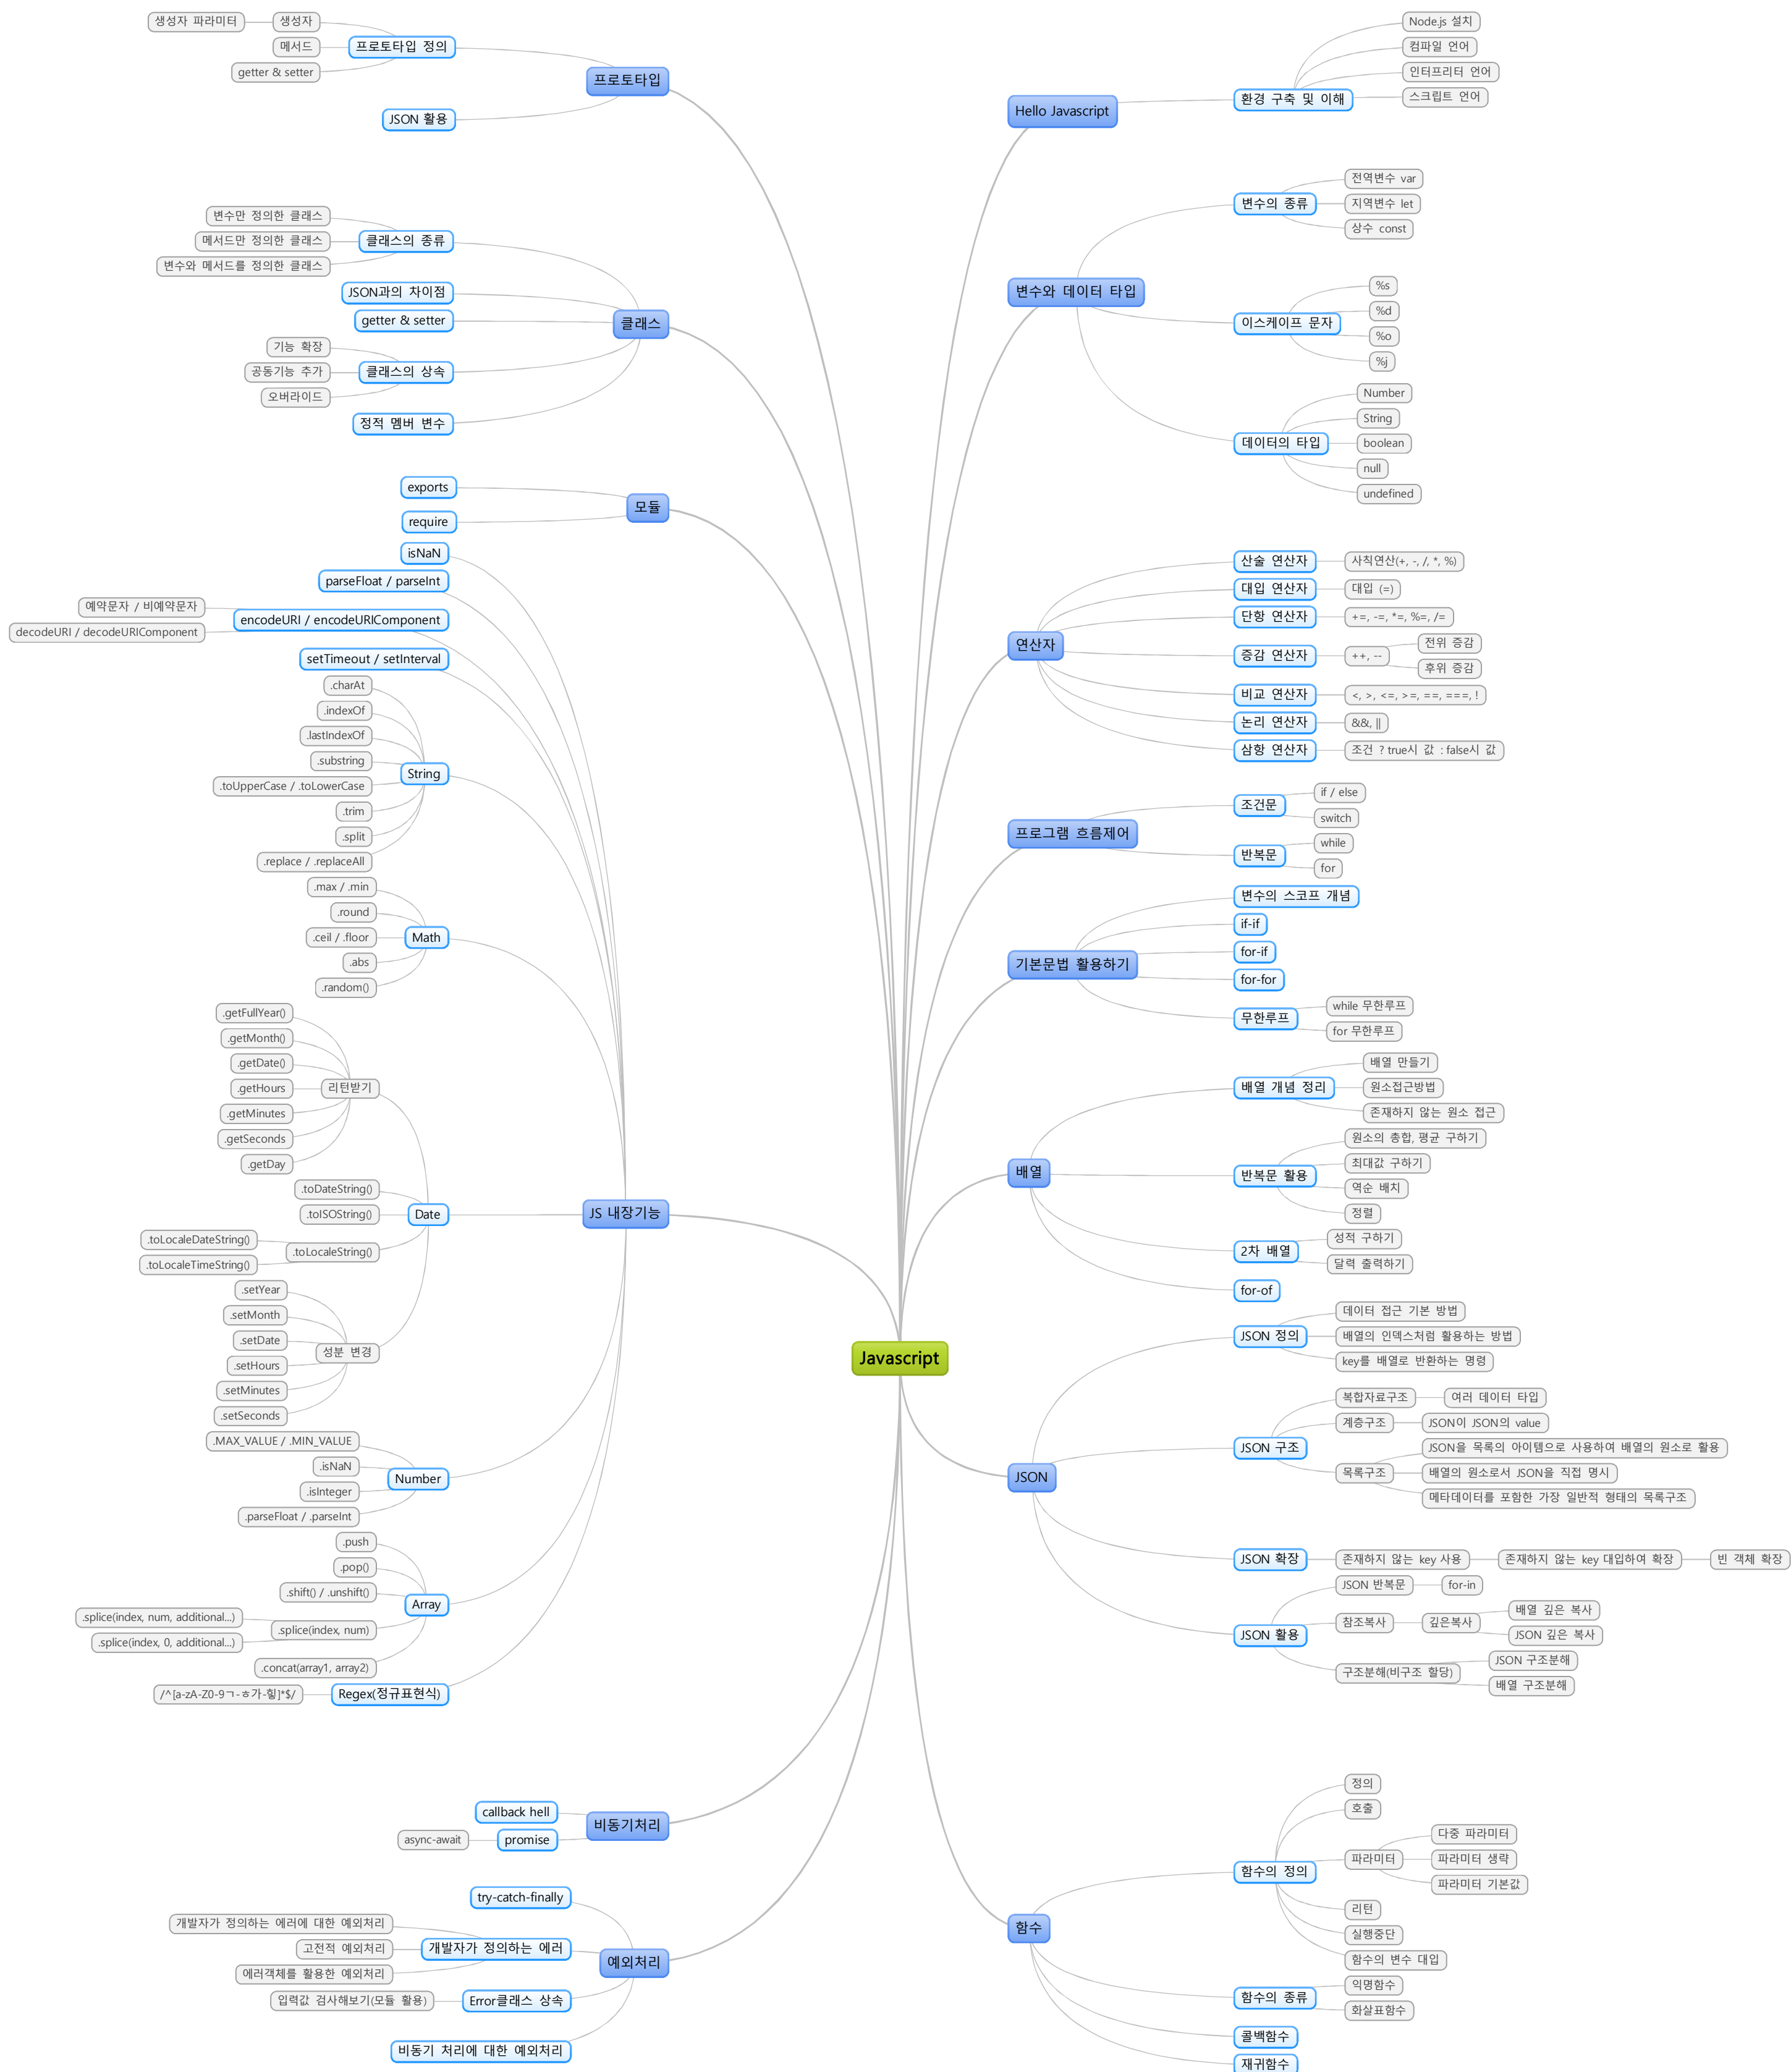 Javascript
Hello Javascript
환경 구축 및 이해
Node.js 설치
컴파일 언어
인터프리터 언어
스크립트 언어
변수와 데이터 타입
변수의 종류
전역변수 var
지역변수 let
상수 const
이스케이프 문자
%s
%d
%o
%j
데이터의 타입
Number
String
boolean
null
undefined
연산자
산술 연산자
사칙연산(+, -, /, *, %)
대입 연산자
대입 (=)
단항 연산자
+=, -=, *=, %=, /=
증감 연산자
++, --
전위 증감
후위 증감
비교 연산자
<, >, <=, >=, ==, ===, !
논리 연산자
&&, ||
삼항 연산자
조건 ? true시 값 : false시 값
프로그램 흐름제어
조건문
if / else
switch
반복문
while
for
기본문법 활용하기
변수의 스코프 개념
if-if
for-if
for-for
무한루프
while 무한루프
for 무한루프
배열
배열 개념 정리
배열 만들기
원소접근방법
존재하지 않는 원소 접근
반복문 활용
원소의 총합, 평균 구하기
최대값 구하기
역순 배치
정렬
2차 배열
성적 구하기
달력 출력하기
for-of
JSON
JSON 정의
데이터 접근 기본 방법
배열의 인덱스처럼 활용하는 방법
key를 배열로 반환하는 명령
JSON 구조
복합자료구조
여러 데이터 타입
계층구조
JSON이 JSON의 value
목록구조
JSON을 목록의 아이템으로 사용하여 배열의 원소로 활용
배열의 원소로서 JSON을 직접 명시
메타데이터를 포함한 가장 일반적 형태의 목록구조
JSON 확장
존재하지 않는 key 사용
존재하지 않는 key 대입하여 확장
빈 객체 확장
JSON 활용
JSON 반복문
for-in
참조복사
깊은복사
배열 깊은 복사
JSON 깊은 복사
구조분해(비구조 할당)
JSON 구조분해
배열 구조분해
함수
함수의 정의
정의
호출
파라미터
다중 파라미터
파라미터 생략
파라미터 기본값
리턴
실행중단
함수의 변수 대입
함수의 종류
익명함수
화살표함수
콜백함수
재귀함수
프로토타입
프로토타입 정의
생성자
생성자 파라미터
메서드
getter & setter
JSON 활용
클래스
클래스의 종류
변수만 정의한 클래스
메서드만 정의한 클래스
변수와 메서드를 정의한 클래스
JSON과의 차이점
getter & setter
클래스의 상속
기능 확장
공동기능 추가
오버라이드
정적 멤버 변수
모듈
exports
require
JS 내장기능
isNaN
parseFloat / parseInt
encodeURI / encodeURIComponent
예약문자 / 비예약문자
decodeURI / decodeURIComponent
setTimeout / setInterval
String
.charAt
.indexOf
.lastIndexOf
.substring
.toUpperCase / .toLowerCase
.trim
.split
.replace / .replaceAll
Math
.max / .min
.round
.ceil / .floor
.abs
.random()
Date
리턴받기
.getFullYear()
.getMonth()
.getDate()
.getHours
.getMinutes
.getSeconds
.getDay
.toDateString()
.toISOString()
.toLocaleString()
.toLocaleDateString()
.toLocaleTimeString()
성분 변경
.setYear
.setMonth
.setDate
.setHours
.setMinutes
.setSeconds
Number
.MAX_VALUE / .MIN_VALUE
.isNaN
.isInteger
.parseFloat / .parseInt
Array
.push
.pop()
.shift() / .unshift()
.splice(index, num)
.splice(index, num, additional...)
.splice(index, 0, additional...)
.concat(array1, array2)
Regex(정규표현식)
/^[a-zA-Z0-9ㄱ-ㅎ가-힣]*$/
비동기처리
callback hell
promise
async-await
예외처리
try-catch-finally
개발자가 정의하는 에러
개발자가 정의하는 에러에 대한 예외처리
고전적 예외처리
에러객체를 활용한 예외처리
Error클래스 상속
입력값 검사해보기(모듈 활용)
비동기 처리에 대한 예외처리